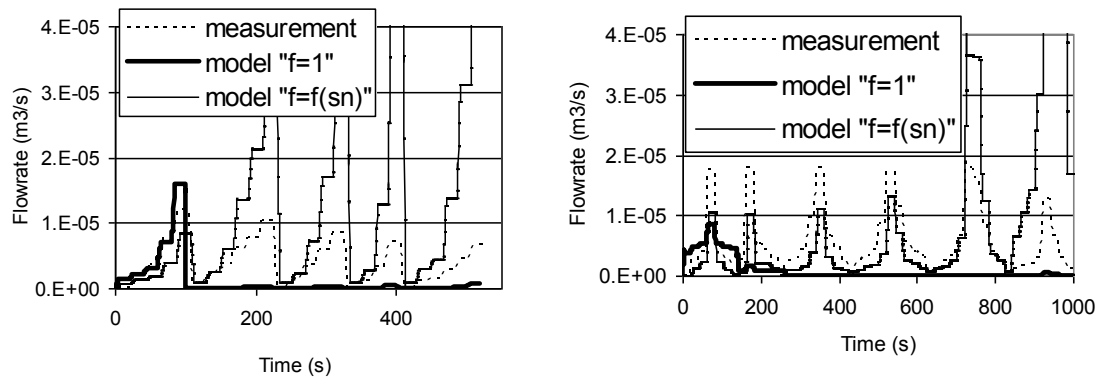 4.E-05
3.E-05
2.E-05
1.E-05
0.E+00
Flowrate (m3/s)
measurement
model "f=1"
model "f=f(sn)"
0
200
400
Time (s)
4.E-05
3.E-05
2.E-05
1.E-05
0.E+00
Flowrate (m3/s)
measurement
model "f=1"
model "f=f(sn)"
0
200
400
600
800
1000
Time (s)